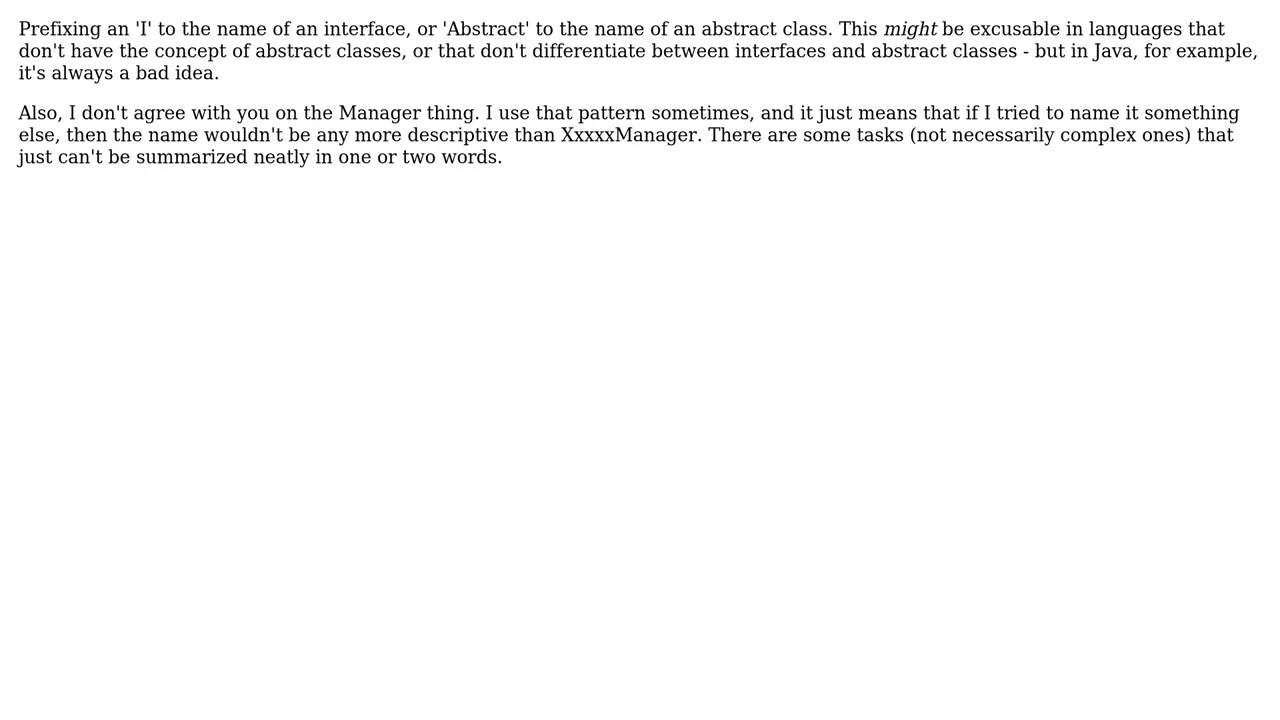 Prefixing an 'I' to the name of an interface, or 'Abstract' to the name of an abstract class. This might be excusable in languages that
don't have the concept of abstract classes, or that don't differentiate between interfaces and abstract classes - but in Java, for example,
it's always a bad idea.
Also, I don't agree with you on the Manager thing. I use that pattern sometimes, and it just means that if I tried to name it something
else, then the name wouldn't be any more descriptive than XxxxxManager. There are some tasks (not necessarily complex ones) that
just can't be summarized neatly in one or two words.